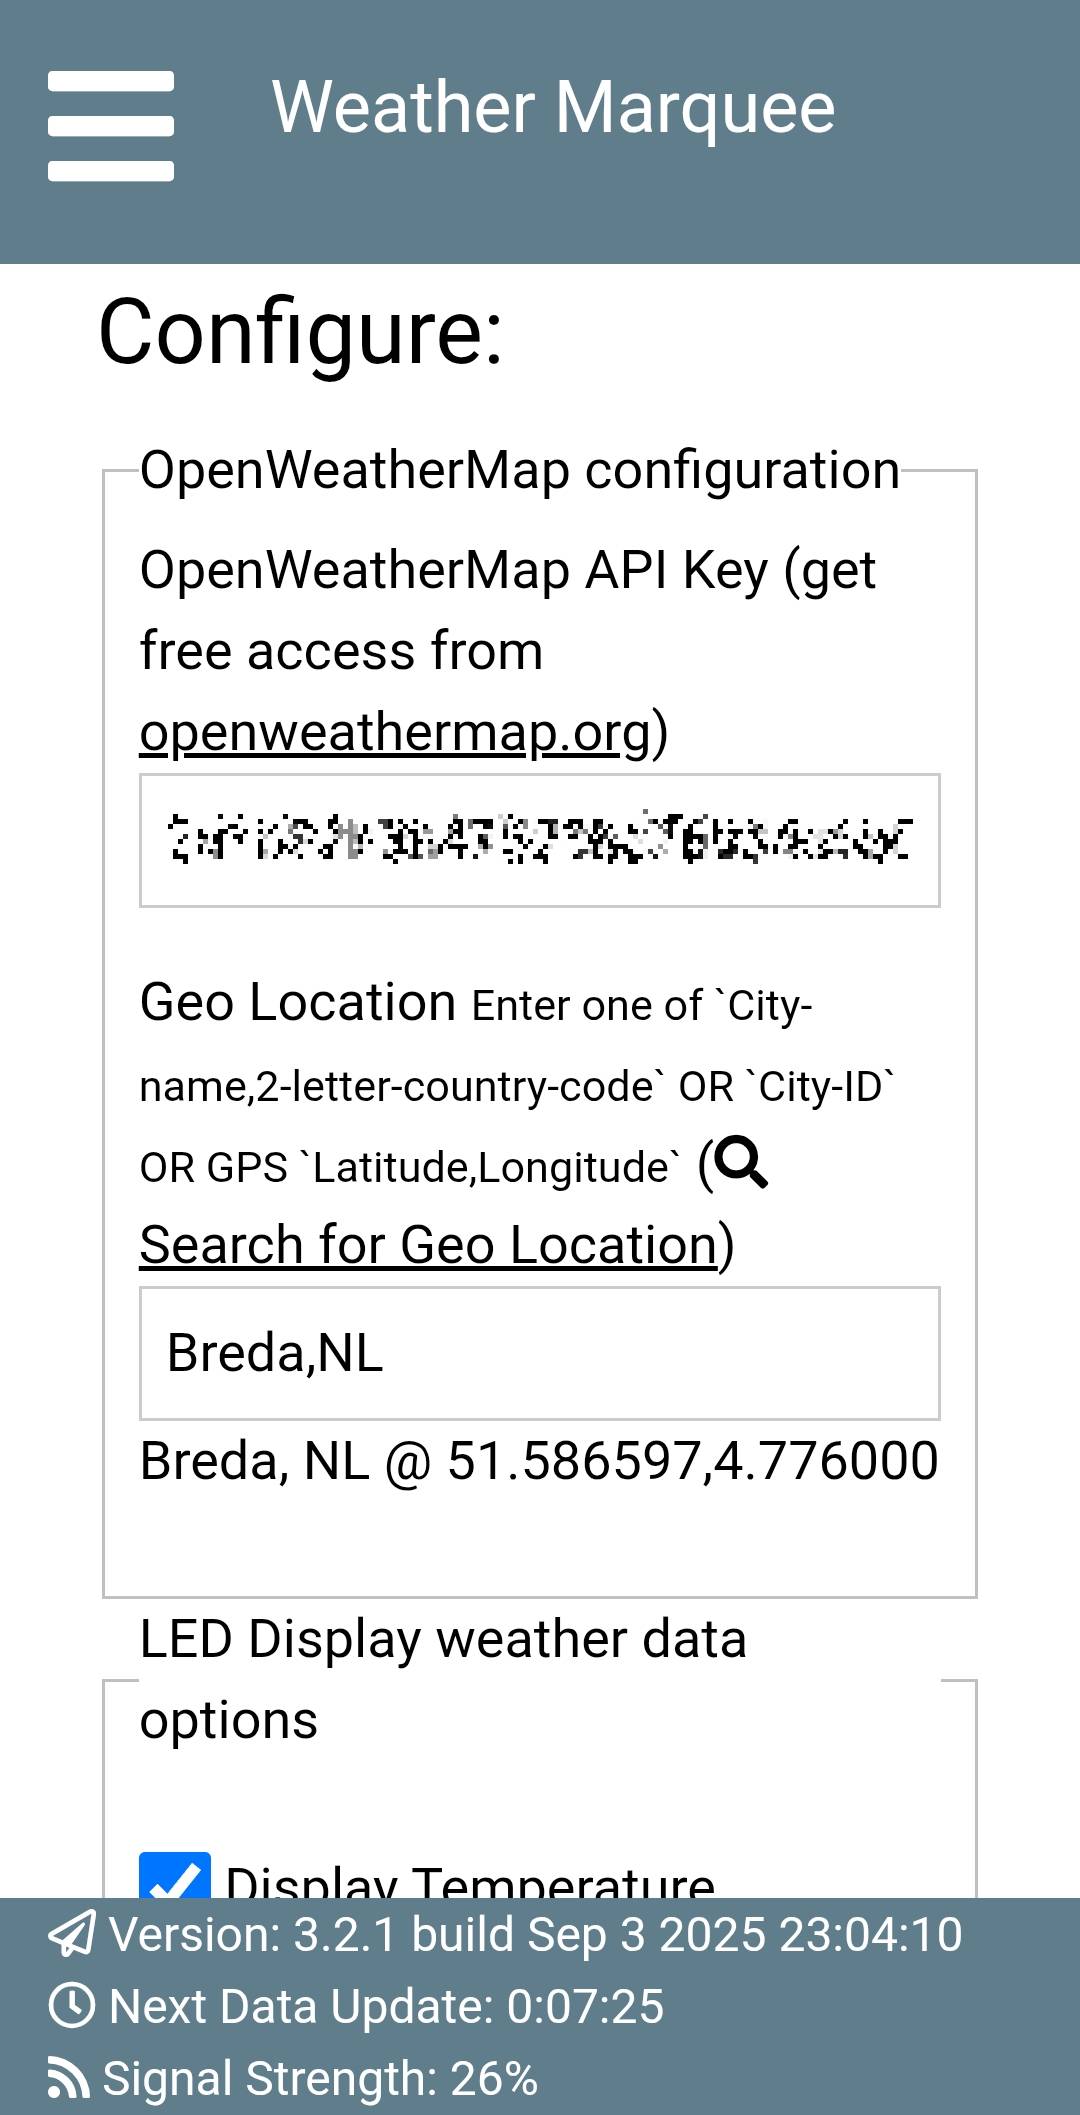 Weather Marquee
Configure:
OpenWeatherMap configuration
OpenWeatherMap API Key (get
free access from
openweathermap.org)
Geo Location Enter one of `City-
name,2-letter-country-code` OR `City-ID`
OR GPS `Latitude,Longitude` (
Search for Geo Location)
Breda,NL
Breda, NL @ 51.586597,4.776000
LED Display weather data
options
Display Temperature
Version: 3.2.1 build Sep 3 2025 23:04:10
Next Data Update: 0:07:25
Signal Strength: 26%